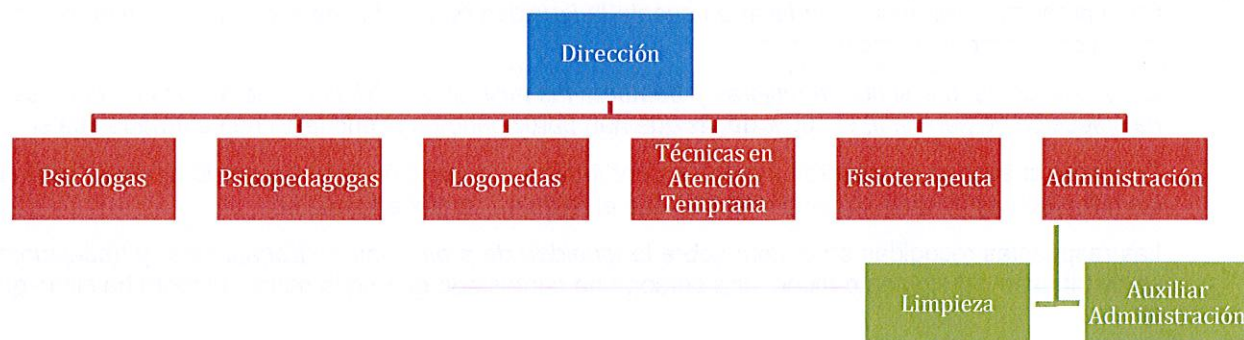 Dirección
Psicólogas
Psicopedagogas
Logopedas
Técnicas en
Atención
Temprana
Fisioterapeuta
Administración
Limpieza
Auxiliar
Administración